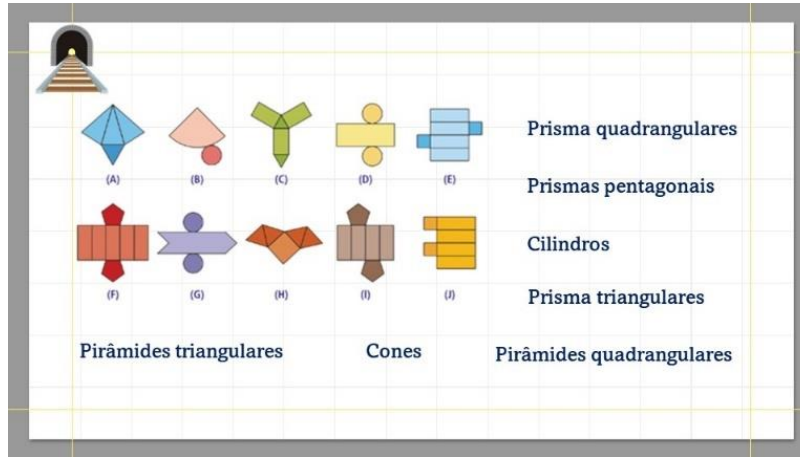 Prisma quadrangulares
(A) (B) (C) (D) (E)
Prismas pentagonais
Cilindros
(F) (G) (H) (I) (J)
Prisma triangulares
Pirâmides triangulares Cones Pirâmides quadrangulares